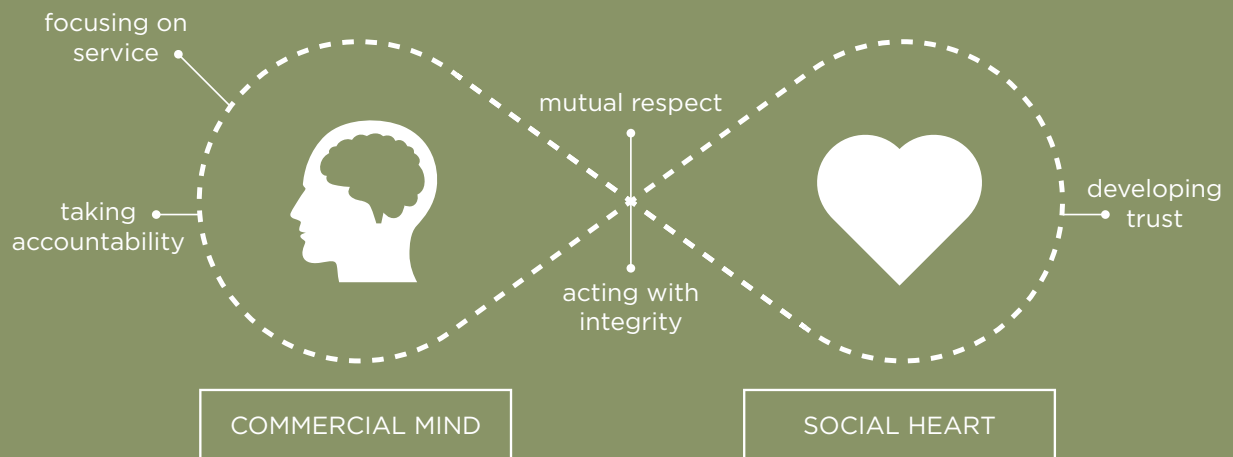 focusing on
service
mutual respect
taking
accountability
developing
trust
acting with
integrity
COMMERCIAL MIND
SOCIAL HEART